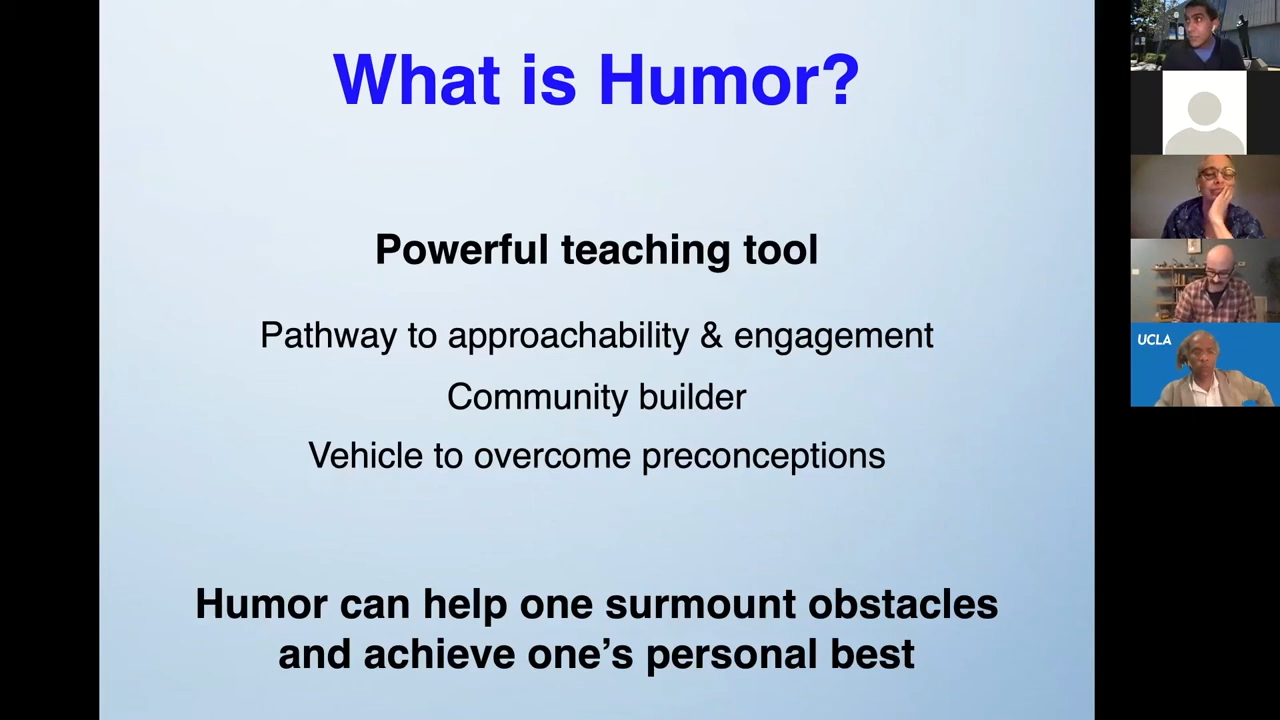 What is Humor?
Powerful teaching tool
Pathway to approachability & engagement
Community builder
Vehicle to overcome preconceptions
Humor can help one surmount obstacles
and achieve one’s personal best
UCLA